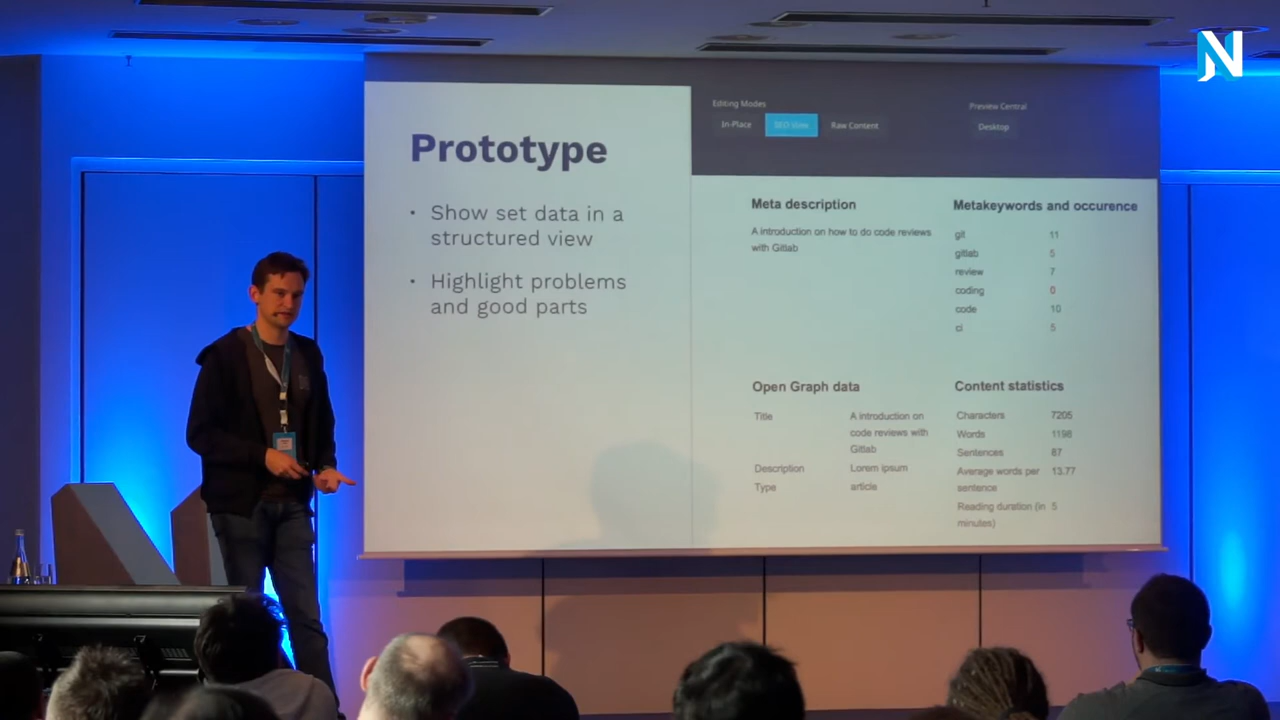 N
Prototype
• Show set data in a
structured view
• Highlight problems
and good parts
Editing Modes
In-Place SEO View Raw Content
Preview Central
Desktop
Meta description
A introduction on how to do code reviews
with Gitlab
Metakeywords and occurence
git 11
gitlab 5
review 7
coding 0
code 10
ci 5
Open Graph data
Title A introduction on
code reviews with
Gitlab
Description Lorem ipsum
Type article
Content statistics
Characters 7205
Words 1198
Sentences 87
Average words per 13.77
sentence
Reading duration (in 5
minutes)